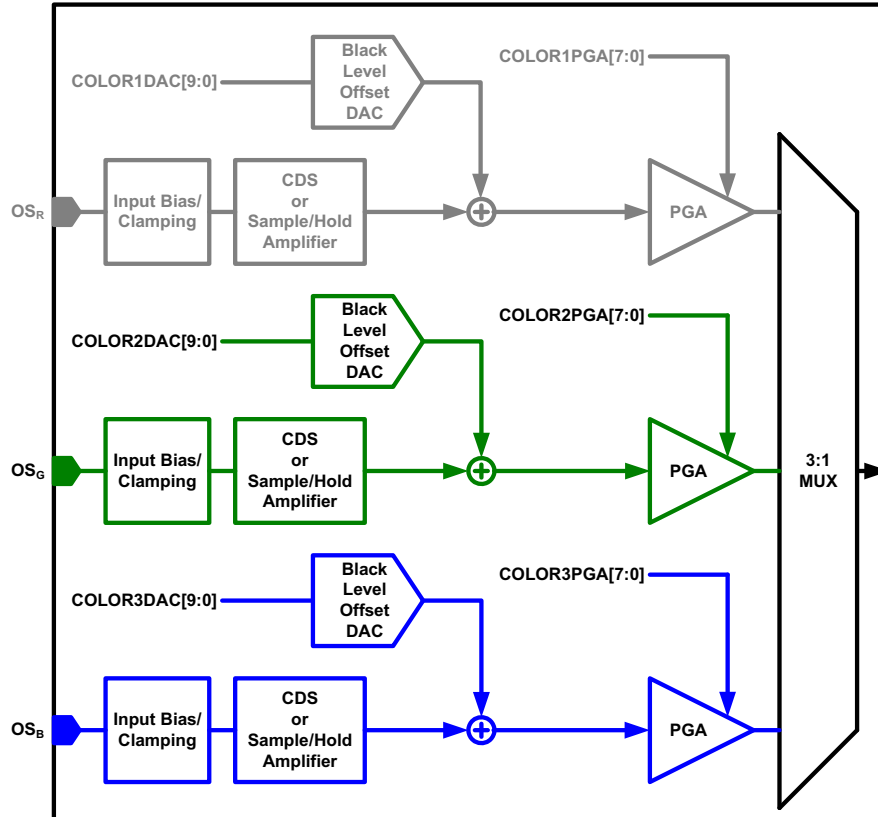 COLOR1DAC[9:0]
Black
Level
Offset
DAC
COLOR1PGA[7:0]
OSR
Input Bias/
Clamping
CDS
or
Sample/Hold
Amplifier
PGA
COLOR2DAC[9:0]
Black
Level
Offset
DAC
COLOR2PGA[7:0]
OSG
Input Bias/
Clamping
CDS
or
Sample/Hold
Amplifier
PGA
3:1
MUX
COLOR3DAC[9:0]
Black
Level
Offset
DAC
COLOR3PGA[7:0]
OSB
Input Bias/
Clamping
CDS
or
Sample/Hold
Amplifier
PGA